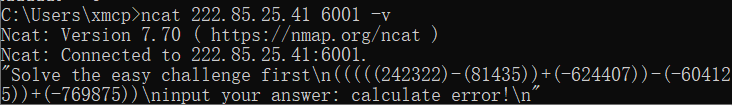 C:\Users\xmcp>ncat 222.85.25.41 6001 -v
Ncat: Version 7.70 ( https://nmap.org/ncat )
Ncat: Connected to 222.85.25.41:6001.
"Solve the easy challenge first\n(((((242322)-(81435))+(-624407))-(-60412
5))+(-769875))\ninput your answer: calculate error!\n"